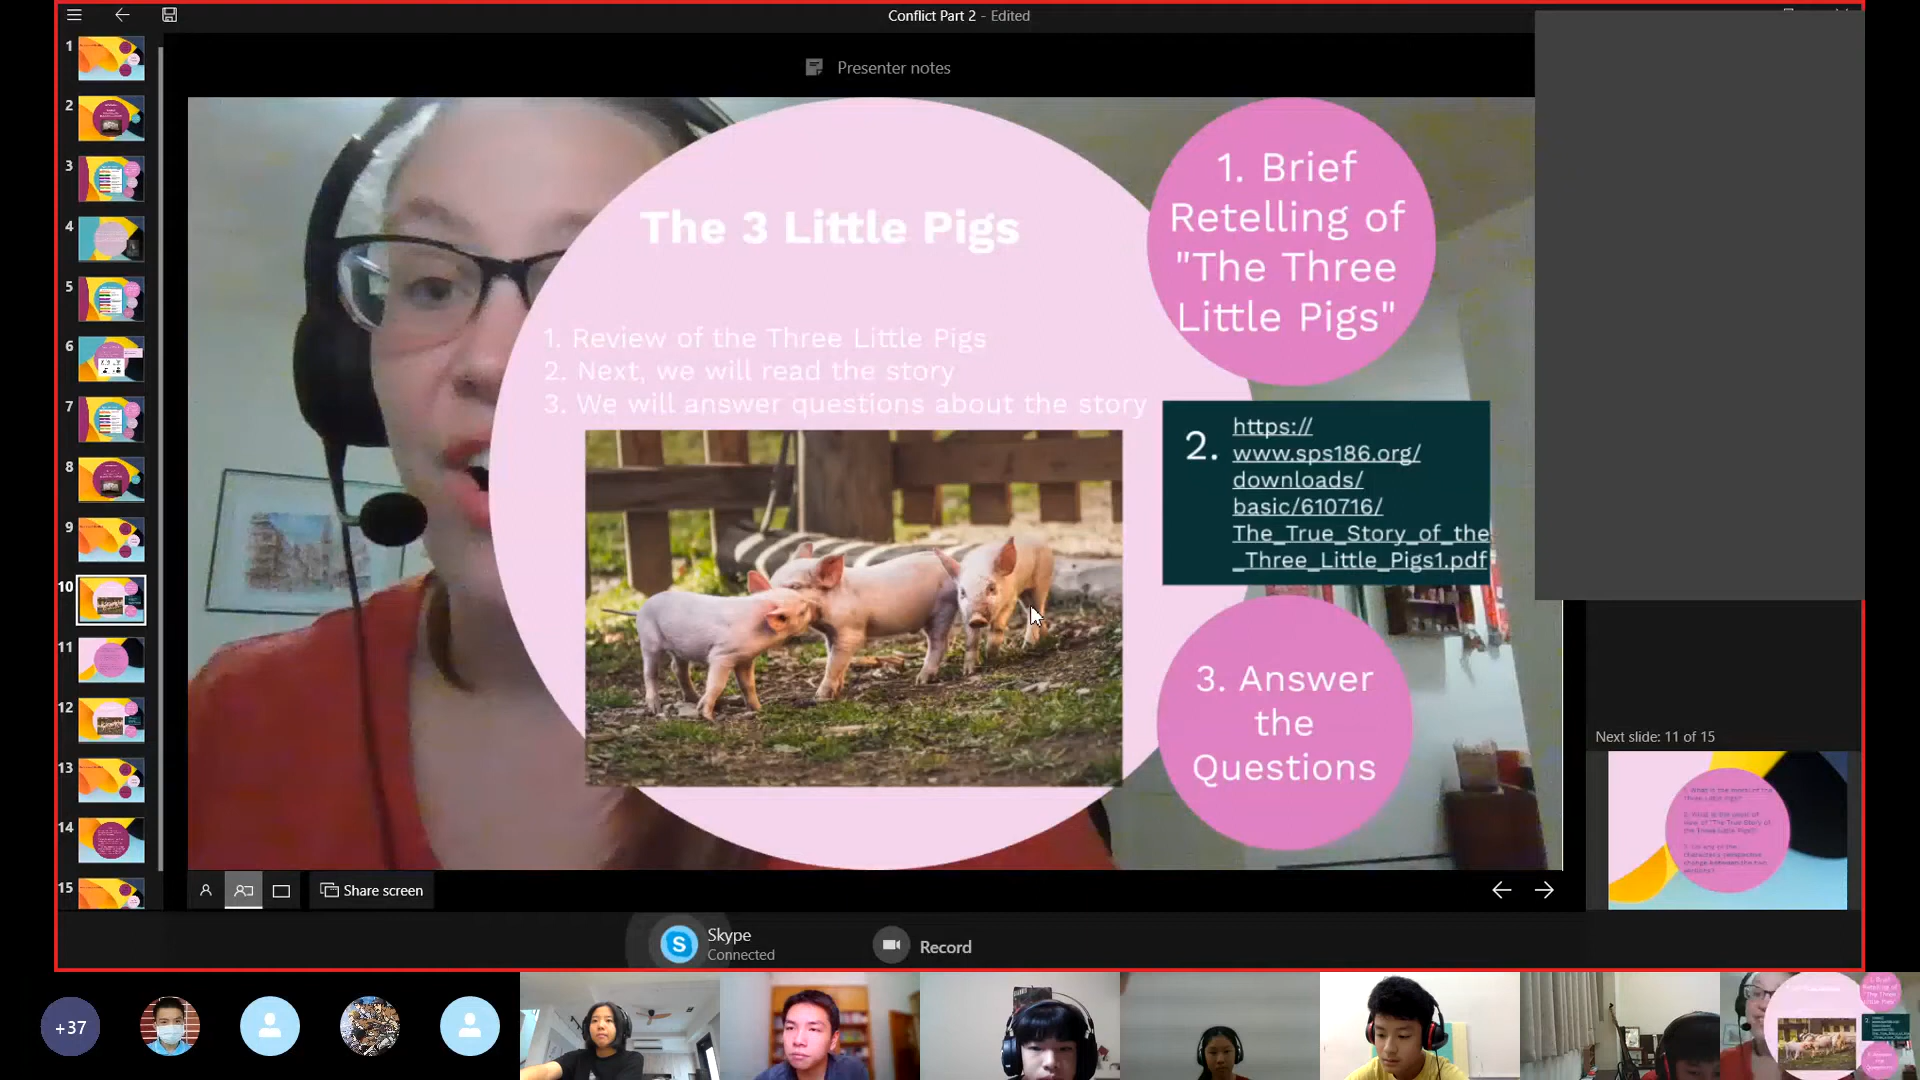 Conflict Part 2 - Edited
Presenter notes
1
2
3
4
5
6
7
8
9
10
11
12
13
14
15
The 3 Little Pigs
1. Review of the Three Little Pigs
2. Next, we will read the story
3. We will answer questions about the story
1. Brief
Retelling of
"The Three
Little Pigs"
2.
https://
www.sps186.org/
downloads/
basic/610716/
The_True_Story_of_the
_Three_Little_Pigs1.pdf
3. Answer
the
Questions
Next slide: 11 of 15
Share screen
Skype
Connected
Record
+37